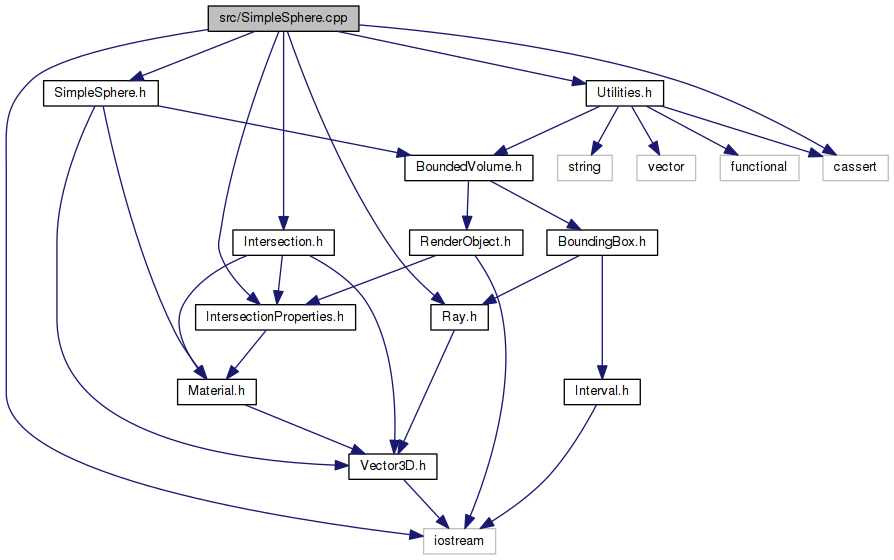 src/SimpleSphere.cpp
SimpleSphere.h
Utilities.h
BoundedVolume.h
string
vector
functional
cassert
Intersection.h
RenderObject.h
BoundingBox.h
IntersectionProperties.h
Ray.h
Material.h
Interval.h
Vector3D.h
iostream